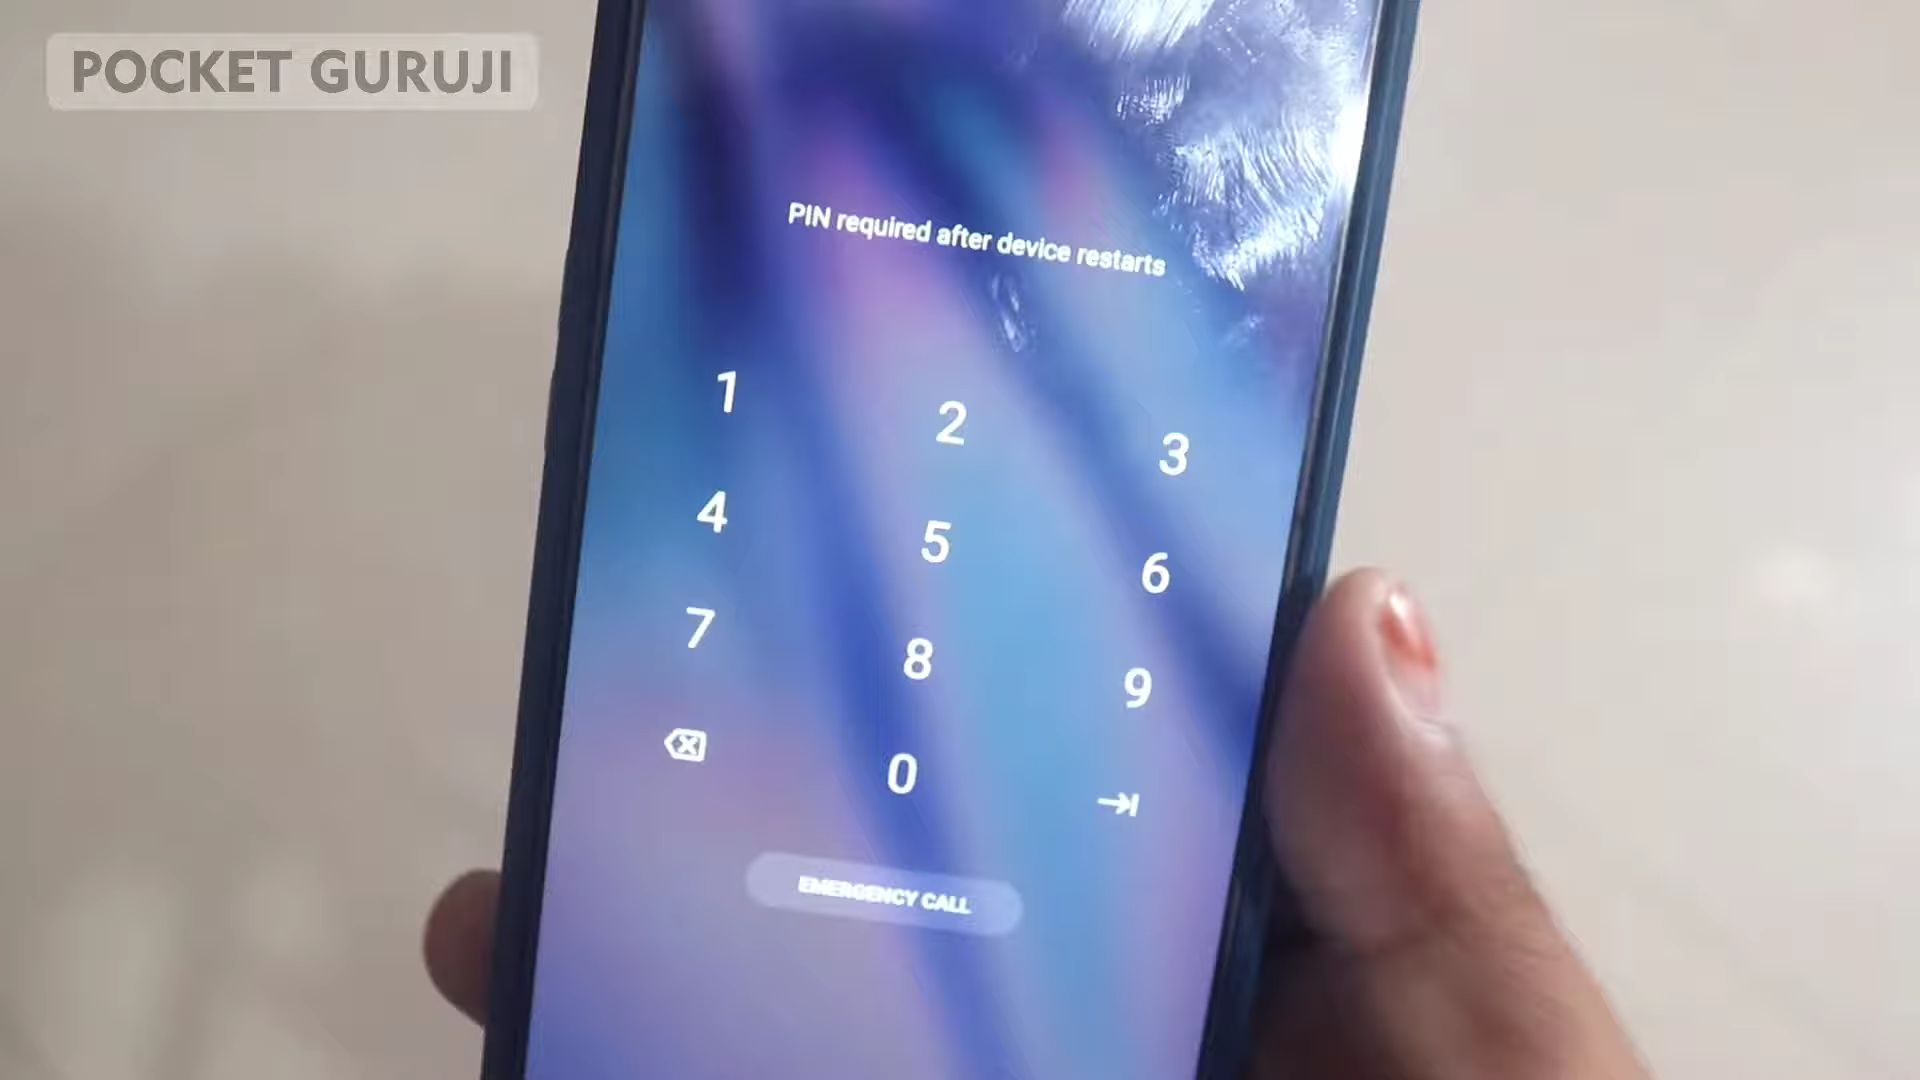 POCKET GURUJI
PIN required after device restarts
1 2 3
4 5 6
7 8 9
0
EMERGENCY CALL